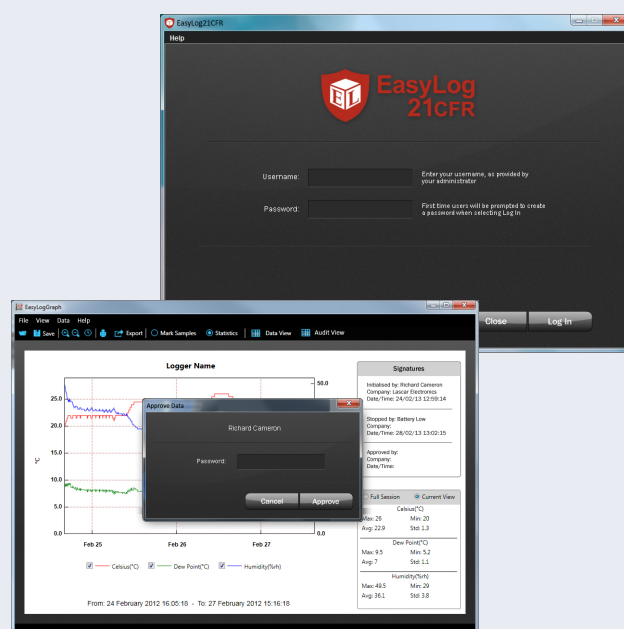 EasyLog21CFR
Help
EL
EasyLog
21CFR
Username:
Enter your username, as provided by
your administrator
Password:
First time users will be prompted to create
a password when selecting Log In
Close
Log In
EasyLogGraph
File View Data Help
Save
Export
Mark Samples
Statistics
Data View
Audit View
Logger Name
25.0
20.0
15.0
10.0
5.0
0.0
°C
50.0
0.0
Feb 25
Feb 26
Feb 27
Celsius(°C)
Dew Point(°C)
Humidity(%rh)
From: 24 February 2012 16:05:18 - To: 27 February 2012 15:16:18
Approve Data
Richard Cameron
Password:
Cancel
Approve
Signatures
Initialised by: Richard Cameron
Company: Lascar Electronics
Date/Time: 24/02/13 12:59:14
Stopped by: Battery Low
Company:
Date/Time: 28/02/13 13:02:15
Approved by:
Company:
Date/Time:
Full Session
Current View
Celsius(°C)
Max: 26 Min: 20
Avg: 22.9 Std: 1.3
Dew Point(°C)
Max: 9.5 Min: 5.2
Avg: 7 Std: 1.1
Humidity(%rh)
Max: 49.5 Min: 29
Avg: 36.1 Std: 3.8